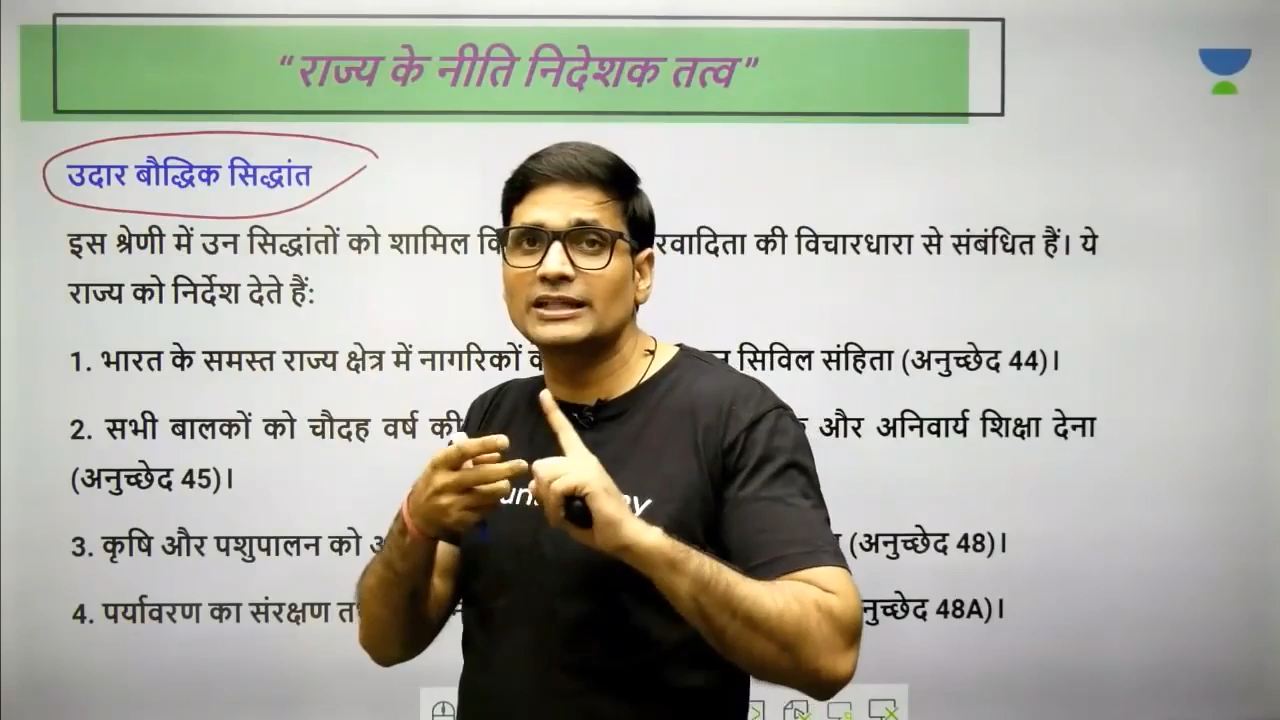 “राज्य के नीति निदेशक तत्व”
उदार बौद्धिक सिद्धांत
इस श्रेणी में उन सिद्धांतों को शामिल की विचारधारा से संबंधित हैं। ये
राज्य को निर्देश देते हैं:
1. भारत के समस्त राज्य क्षेत्र में नागरिकों सिविल संहिता (अनुच्छेद 44)।
2. सभी बालकों को चौदह वर्ष की और अनिवार्य शिक्षा देना
(अनुच्छेद 45)।
3. कृषि और पशुपालन को (अनुच्छेद 48)।
4. पर्यावरण का संरक्षण 48A)।